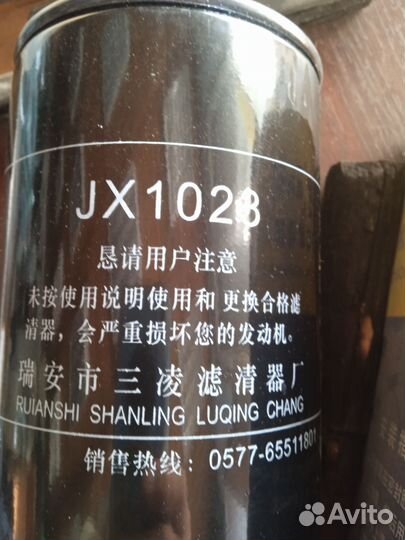 JX1028
恳请用户注意
未按使用说明使用和 更换合格滤
清器，会严重损坏您的发动机。
瑞安市三凌滤清器厂
RUIANSHI SHANLING LUQING CHANG
销售热线: 0577-65511801
Avito